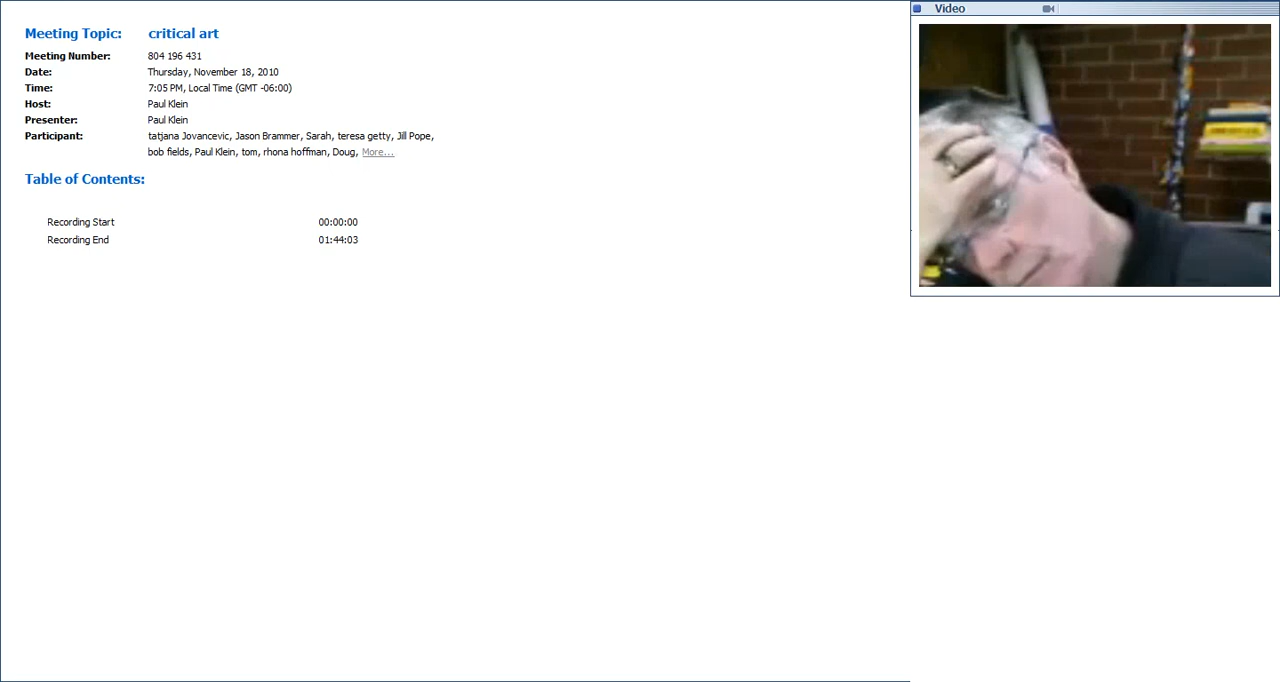 Video
Meeting Topic: critical art
Meeting Number: 804 196 431
Date: Thursday, November 18, 2010
Time: 7:05 PM, Local Time (GMT -06:00)
Host: Paul Klein
Presenter: Paul Klein
Participant: tatjana Jovancevic, Jason Brammer, Sarah, teresa getty, Jill Pope,
bob fields, Paul Klein, tom, rhona hoffman, Doug, More...
Table of Contents:
Recording Start 00:00:00
Recording End 01:44:03